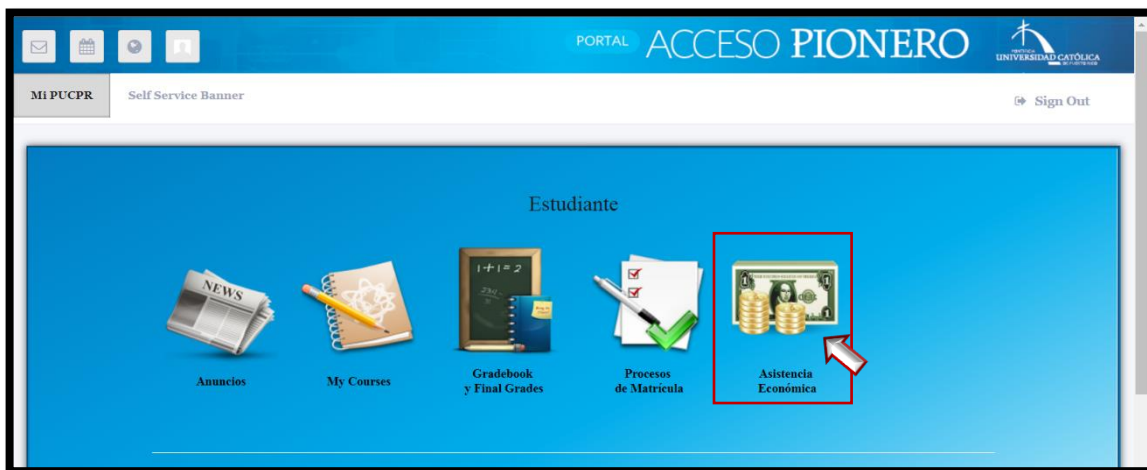 PORTAL ACCESO PIONERO
UNIVERSIDAD CATÓLICA
Mi PUCPR
Self Service Banner
Sign Out
Estudiante
NEWS
1+1=2
Anuncios
My Courses
Gradebook
y Final Grades
Procesos
de Matrícula
Asistencia
Económica